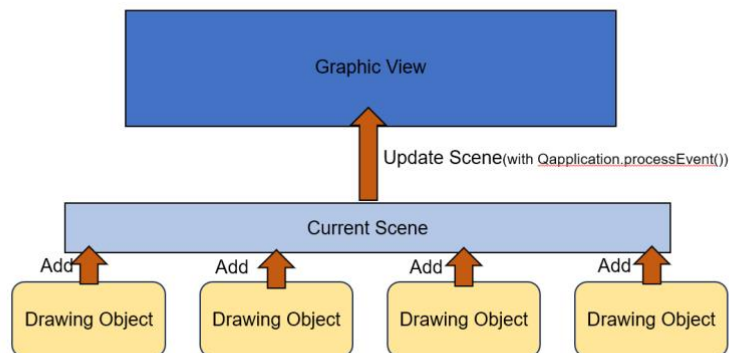 Graphic View
Update Scene(with Qapplication.processEvent())
Current Scene
Add Add Add Add
Drawing Object Drawing Object Drawing Object Drawing Object